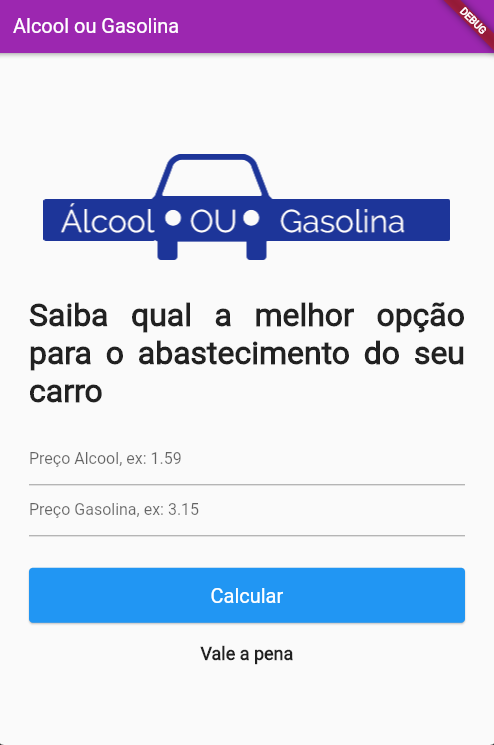 Alcool ou Gasolina
DEBUG
Álcool OU Gasolina
Saiba qual a melhor opção
para o abastecimento do seu
carro
Preço Alcool, ex: 1.59
Preço Gasolina, ex: 3.15
Calcular
Vale a pena